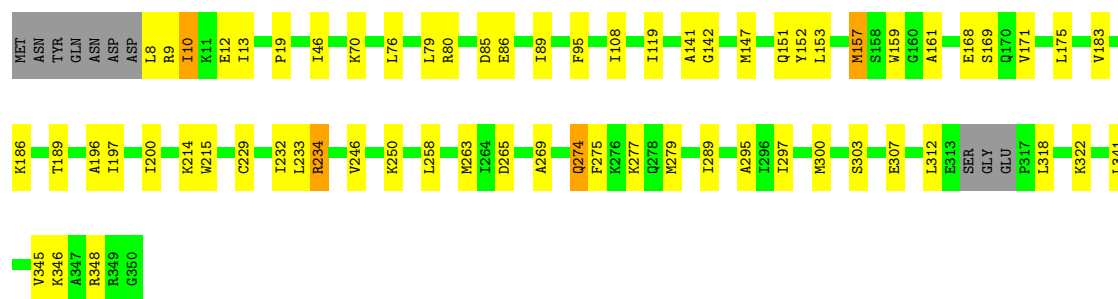 MET ASN TYR GLN ASN ASP ASP L8 R9 I10 K11 E12 I13 P19 I46 K70 L76 L79 R80 D85 E86 I89 F95 I108 I119 A141 G142 M147 Q151 Y152 L153 M157 S158 W159 G160 A161 E168 S169 Q170 V171 L175 V183
K186 T189 A196 I197 I200 K214 W215 C229 I232 L233 R234 V246 K250 L258 M263 I264 D265 A269 Q274 F275 K276 K277 Q278 M279 I289 A295 I296 I297 M300 S303 E307 L312 E313 SER GLY GLU P317 L318 K322 L341
V345 K346 A347 R348 R349 G350